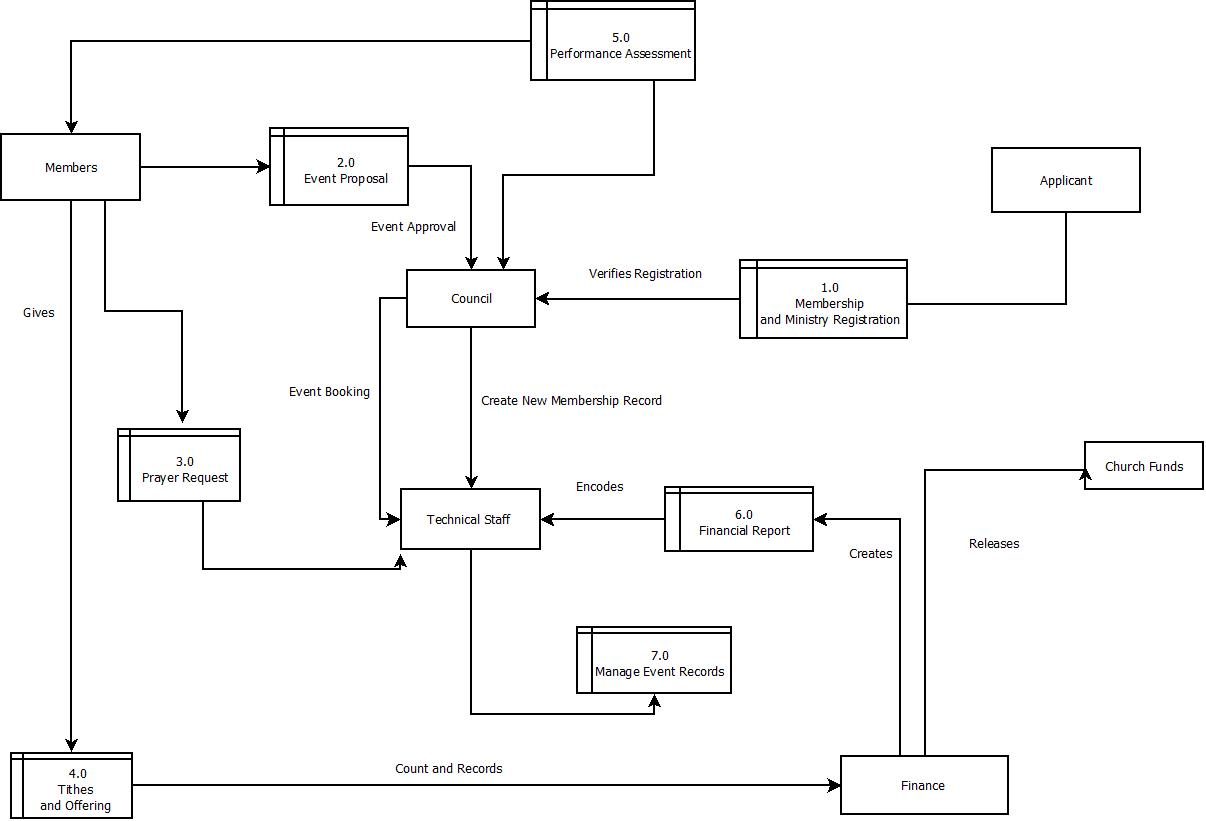 5.0
Performance Assessment
Members
2.0
Event Proposal
Applicant
Event Approval
Verifies Registration
1.0
Membership
and Ministry Registration
Council
Gives
Event Booking
Create New Membership Record
3.0
Prayer Request
Church Funds
Encodes
Technical Staff
6.0
Financial Report
Creates
Releases
7.0
Manage Event Records
4.0
Tithes
and Offering
Count and Records
Finance